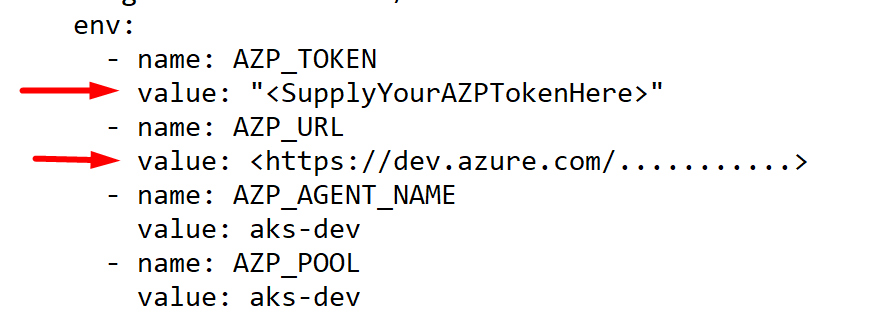 env:
- name: AZP_TOKEN
value: "<SupplyYourAZPTokenHere>"
- name: AZP_URL
value: <https://dev.azure.com/...........>
- name: AZP_AGENT_NAME
value: aks-dev
- name: AZP_POOL
value: aks-dev